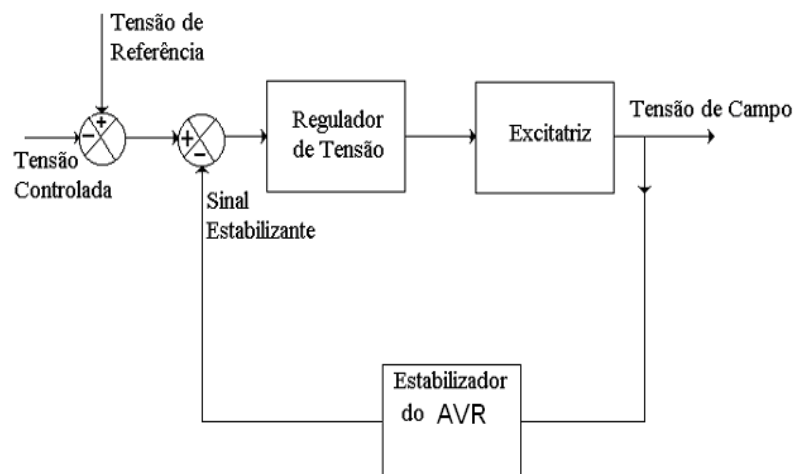 Tensão de
Referência
+
−
Tensão
Controlada
+
−
Sinal
Estabilizante
Regulador
de Tensão
Excitatriz
Tensão de Campo
Estabilizador
do AVR